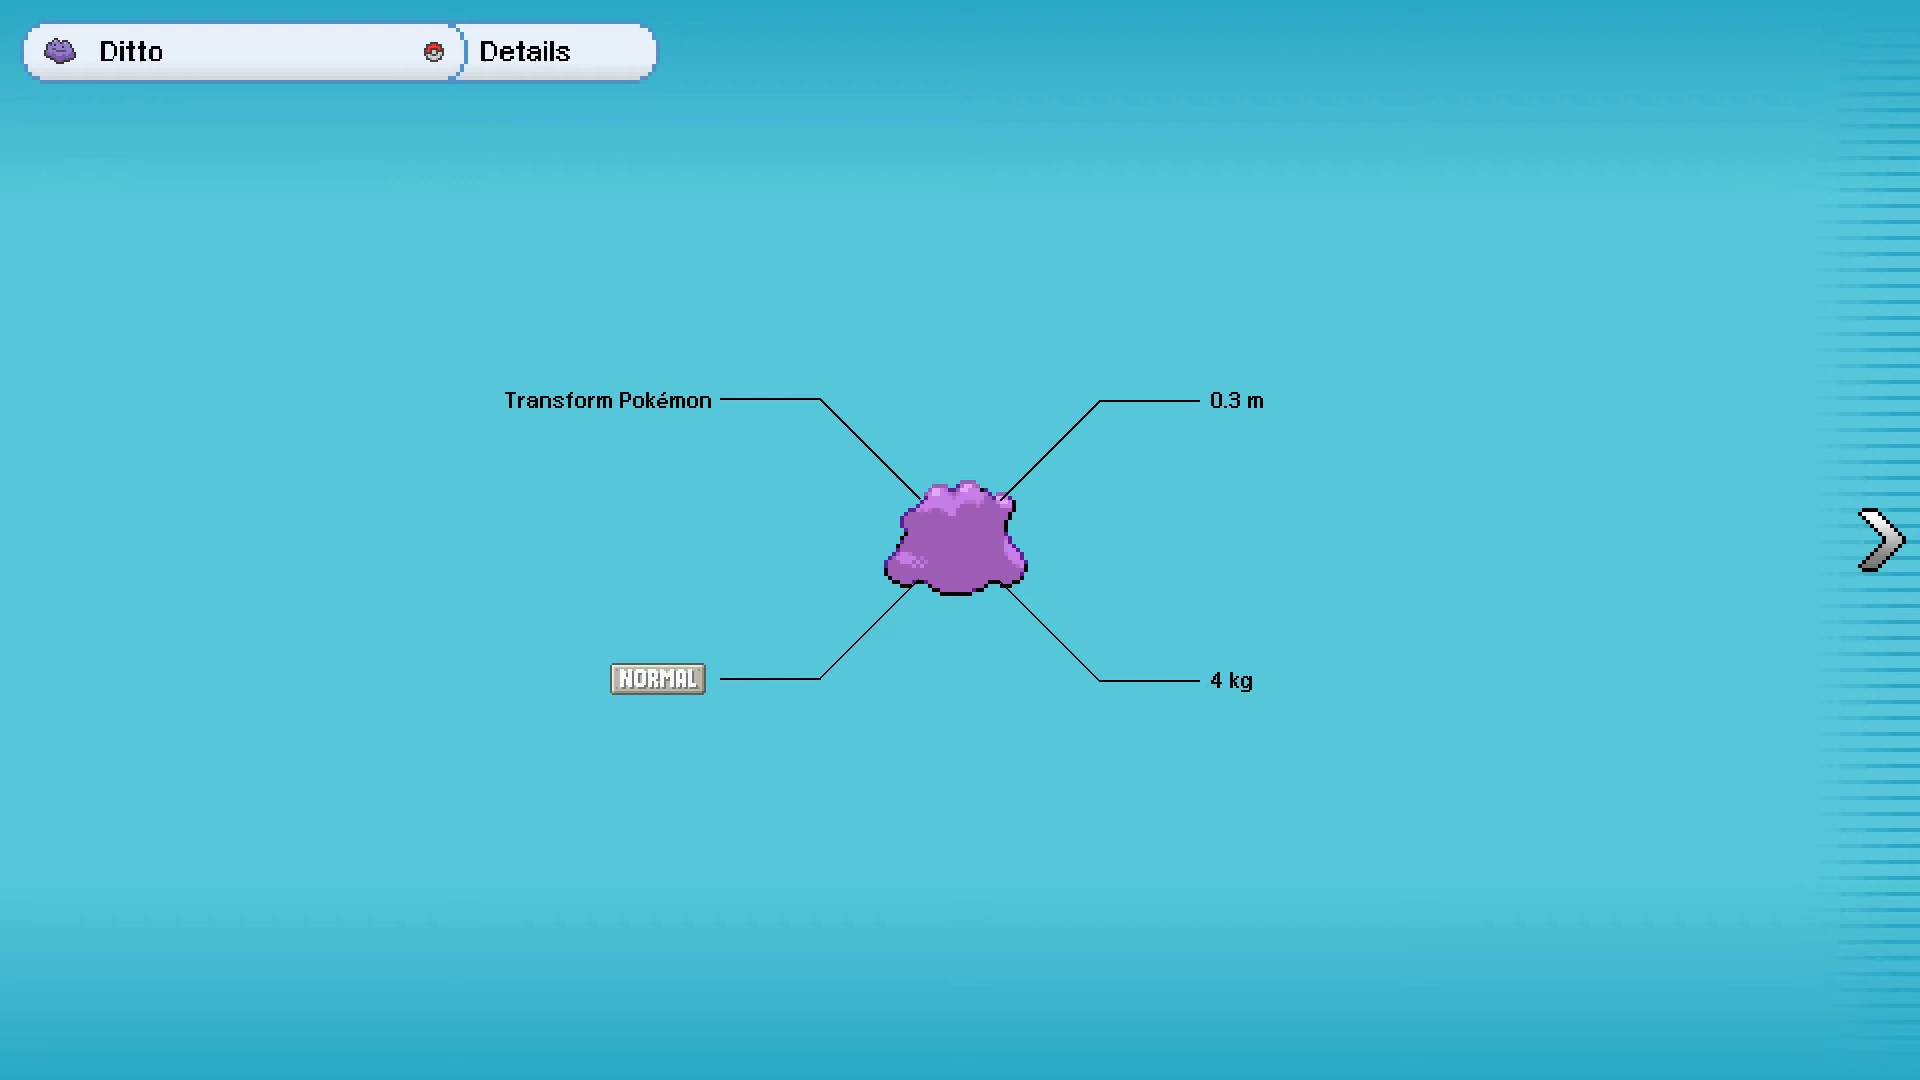 Ditto
Details
Transform Pokémon
0.3 m
NORMAL
4 kg